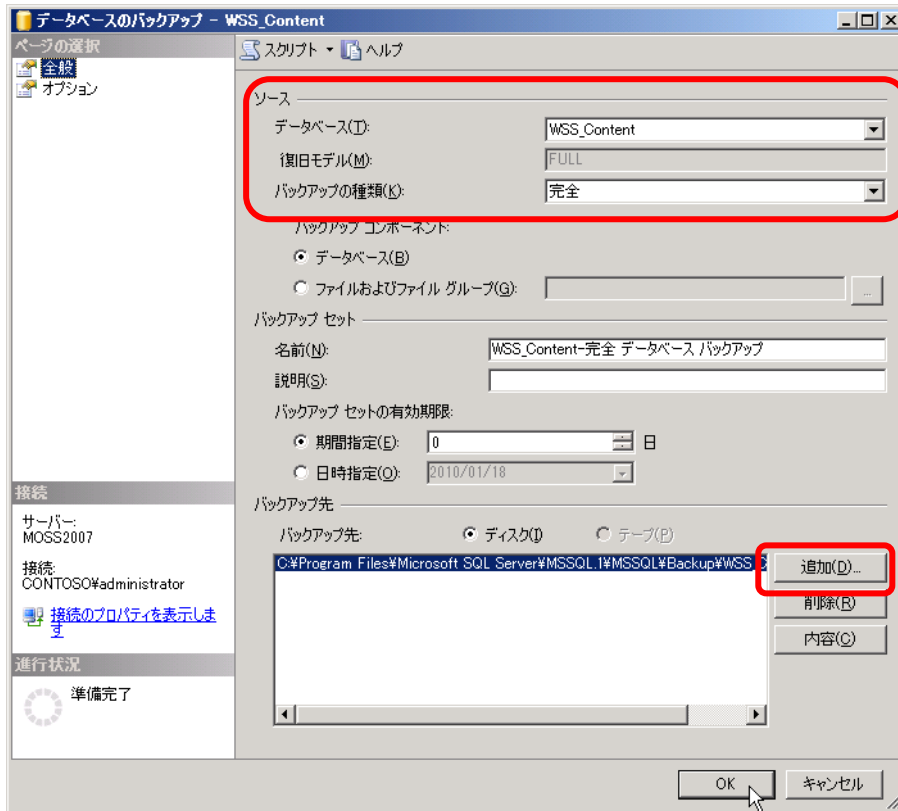 データベースのバックアップ - WSS_Content
ページの選択
全般
オプション
スクリプト ヘルプ
ソース
データベース(T): WSS_Content
復旧モデル(M): FULL
バックアップの種類(K): 完全
バックアップ コンポーネント:
データベース(B)
ファイルおよびファイル グループ(G): ...
バックアップ セット
名前(N): WSS_Content-完全 データベース バックアップ
説明(S):
バックアップ セットの有効期限:
期間指定(E): 0 日
日時指定(O): 2010/01/18
バックアップ先
バックアップ先: ディスク(I) テープ(P)
C:¥Program Files¥Microsoft SQL Server¥MSSQL.1¥MSSQL¥Backup¥WSS_C
追加(D)...
削除(R)
内容(C)
接続
サーバー:
MOSS2007
接続:
CONTOSO¥administrator
接続のプロパティを表示しま
す
進行状況
準備完了
OK キャンセル